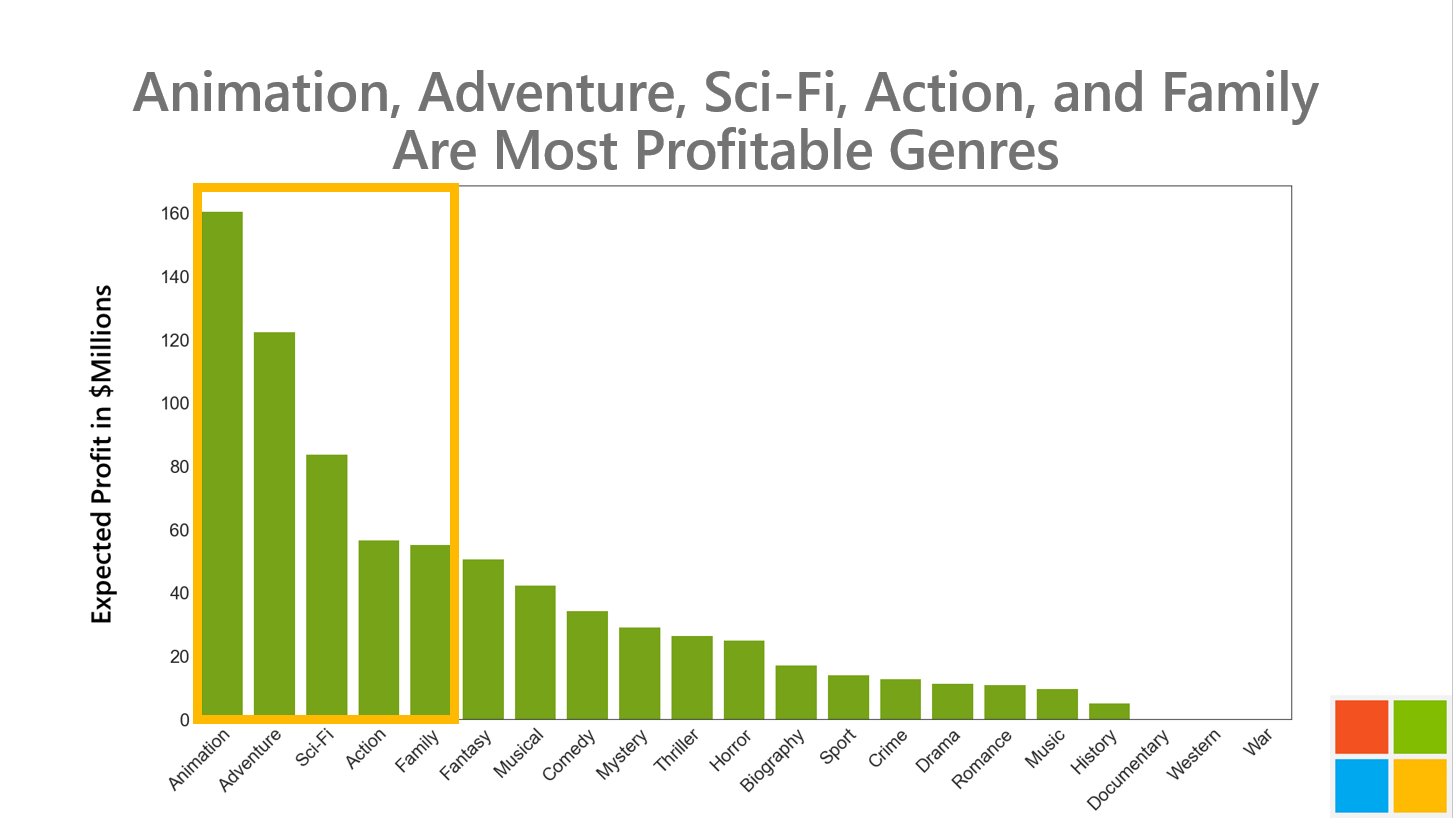 Animation, Adventure, Sci-Fi, Action, and Family
Are Most Profitable Genres
Expected Profit in $Millions
160
140
120
100
80
60
40
20
0
Animation
Adventure
Sci-Fi
Action
Family
Fantasy
Musical
Comedy
Mystery
Thriller
Horror
Biography
Sport
Crime
Drama
Romance
Music
History
Documentary
Western
War